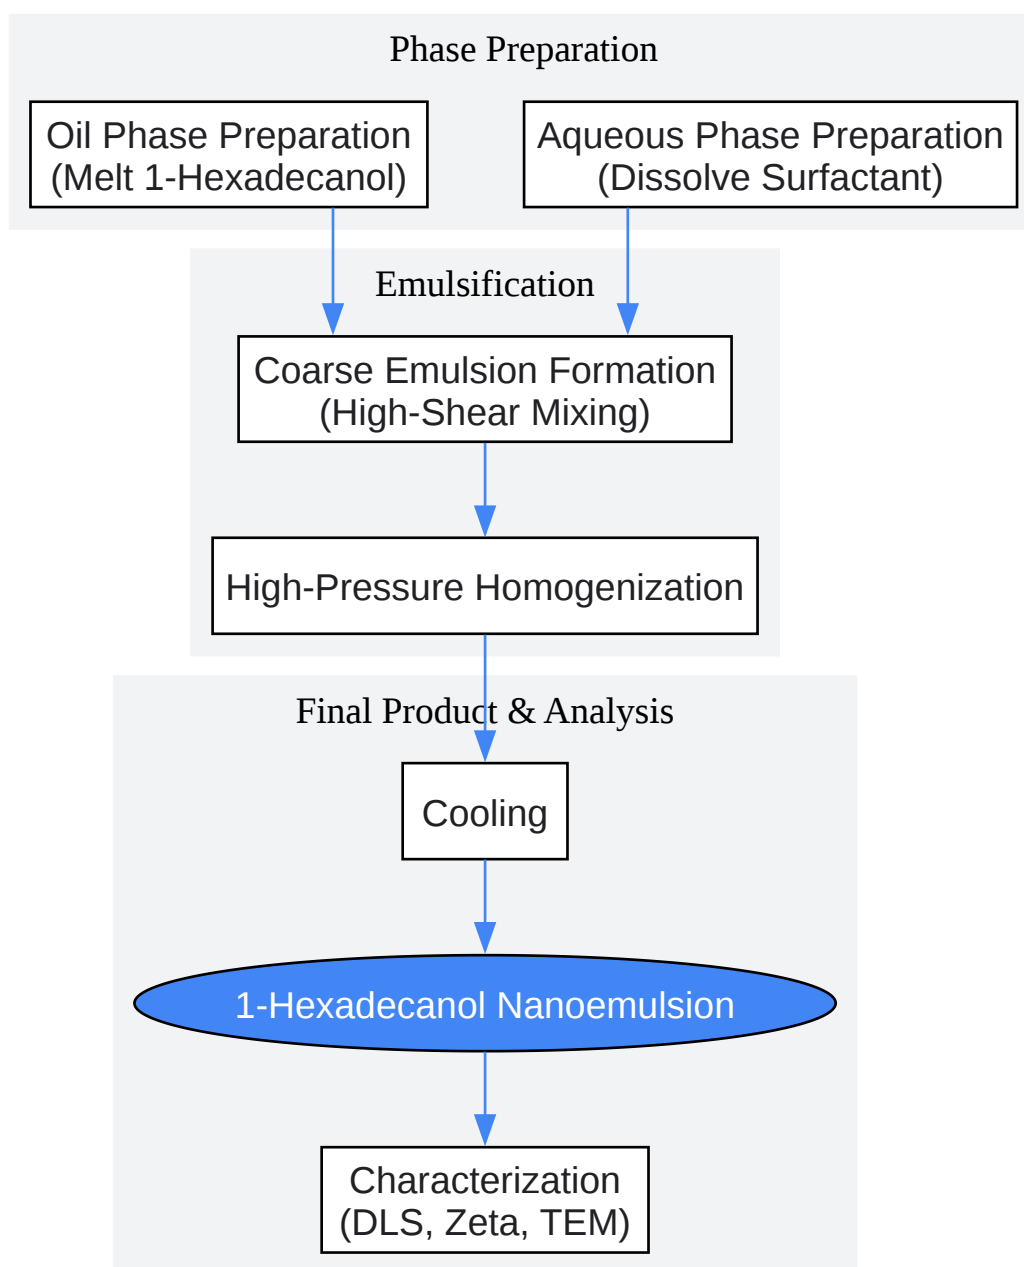 Phase Preparation
Oil Phase Preparation
(Melt 1-Hexadecanol)
Aqueous Phase Preparation
(Dissolve Surfactant)
Emulsification
Coarse Emulsion Formation
(High-Shear Mixing)
High-Pressure Homogenization
Final Product & Analysis
Cooling
1-Hexadecanol Nanoemulsion
Characterization
(DLS, Zeta, TEM)